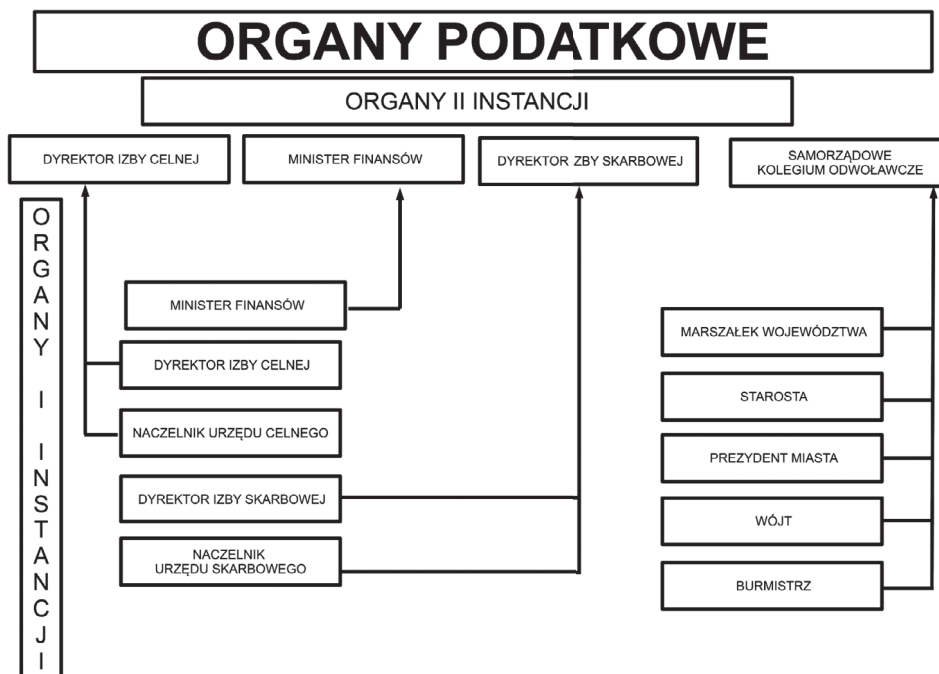 ORGANY PODATKOWE
ORGANY II INSTANCJI
DYREKTOR IZBY CELNEJ
MINISTER FINANSÓW
DYREKTOR ZBY SKARBOWEJ
SAMORZĄDOWE
KOLEGIUM ODWOŁAWCZE
ORGANY I INSTANCJI
MINISTER FINANSÓW
DYREKTOR IZBY CELNEJ
NACZELNIK URZĘDU CELNEGO
DYREKTOR IZBY SKARBOWEJ
NACZELNIK
URZĘDU SKARBOWEGO
MARSZAŁEK WOJEWÓDZTWA
STAROSTA
PREZYDENT MIASTA
WÓJT
BURMISTRZ